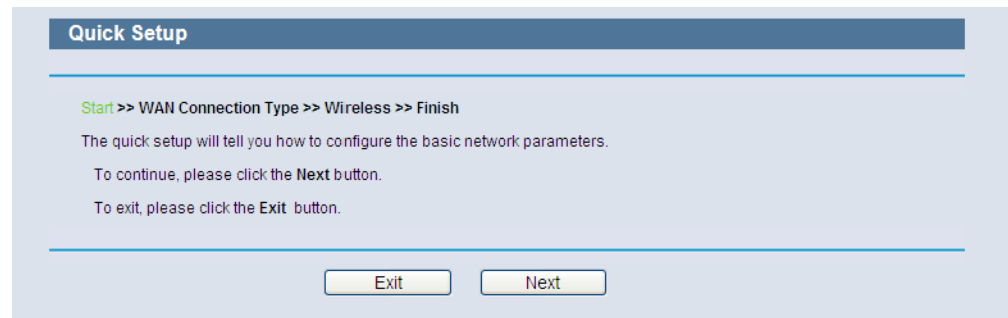 Quick Setup
Start >> WAN Connection Type >> Wireless >> Finish
The quick setup will tell you how to configure the basic network parameters.
To continue, please click the Next button.
To exit, please click the Exit button.
Exit Next